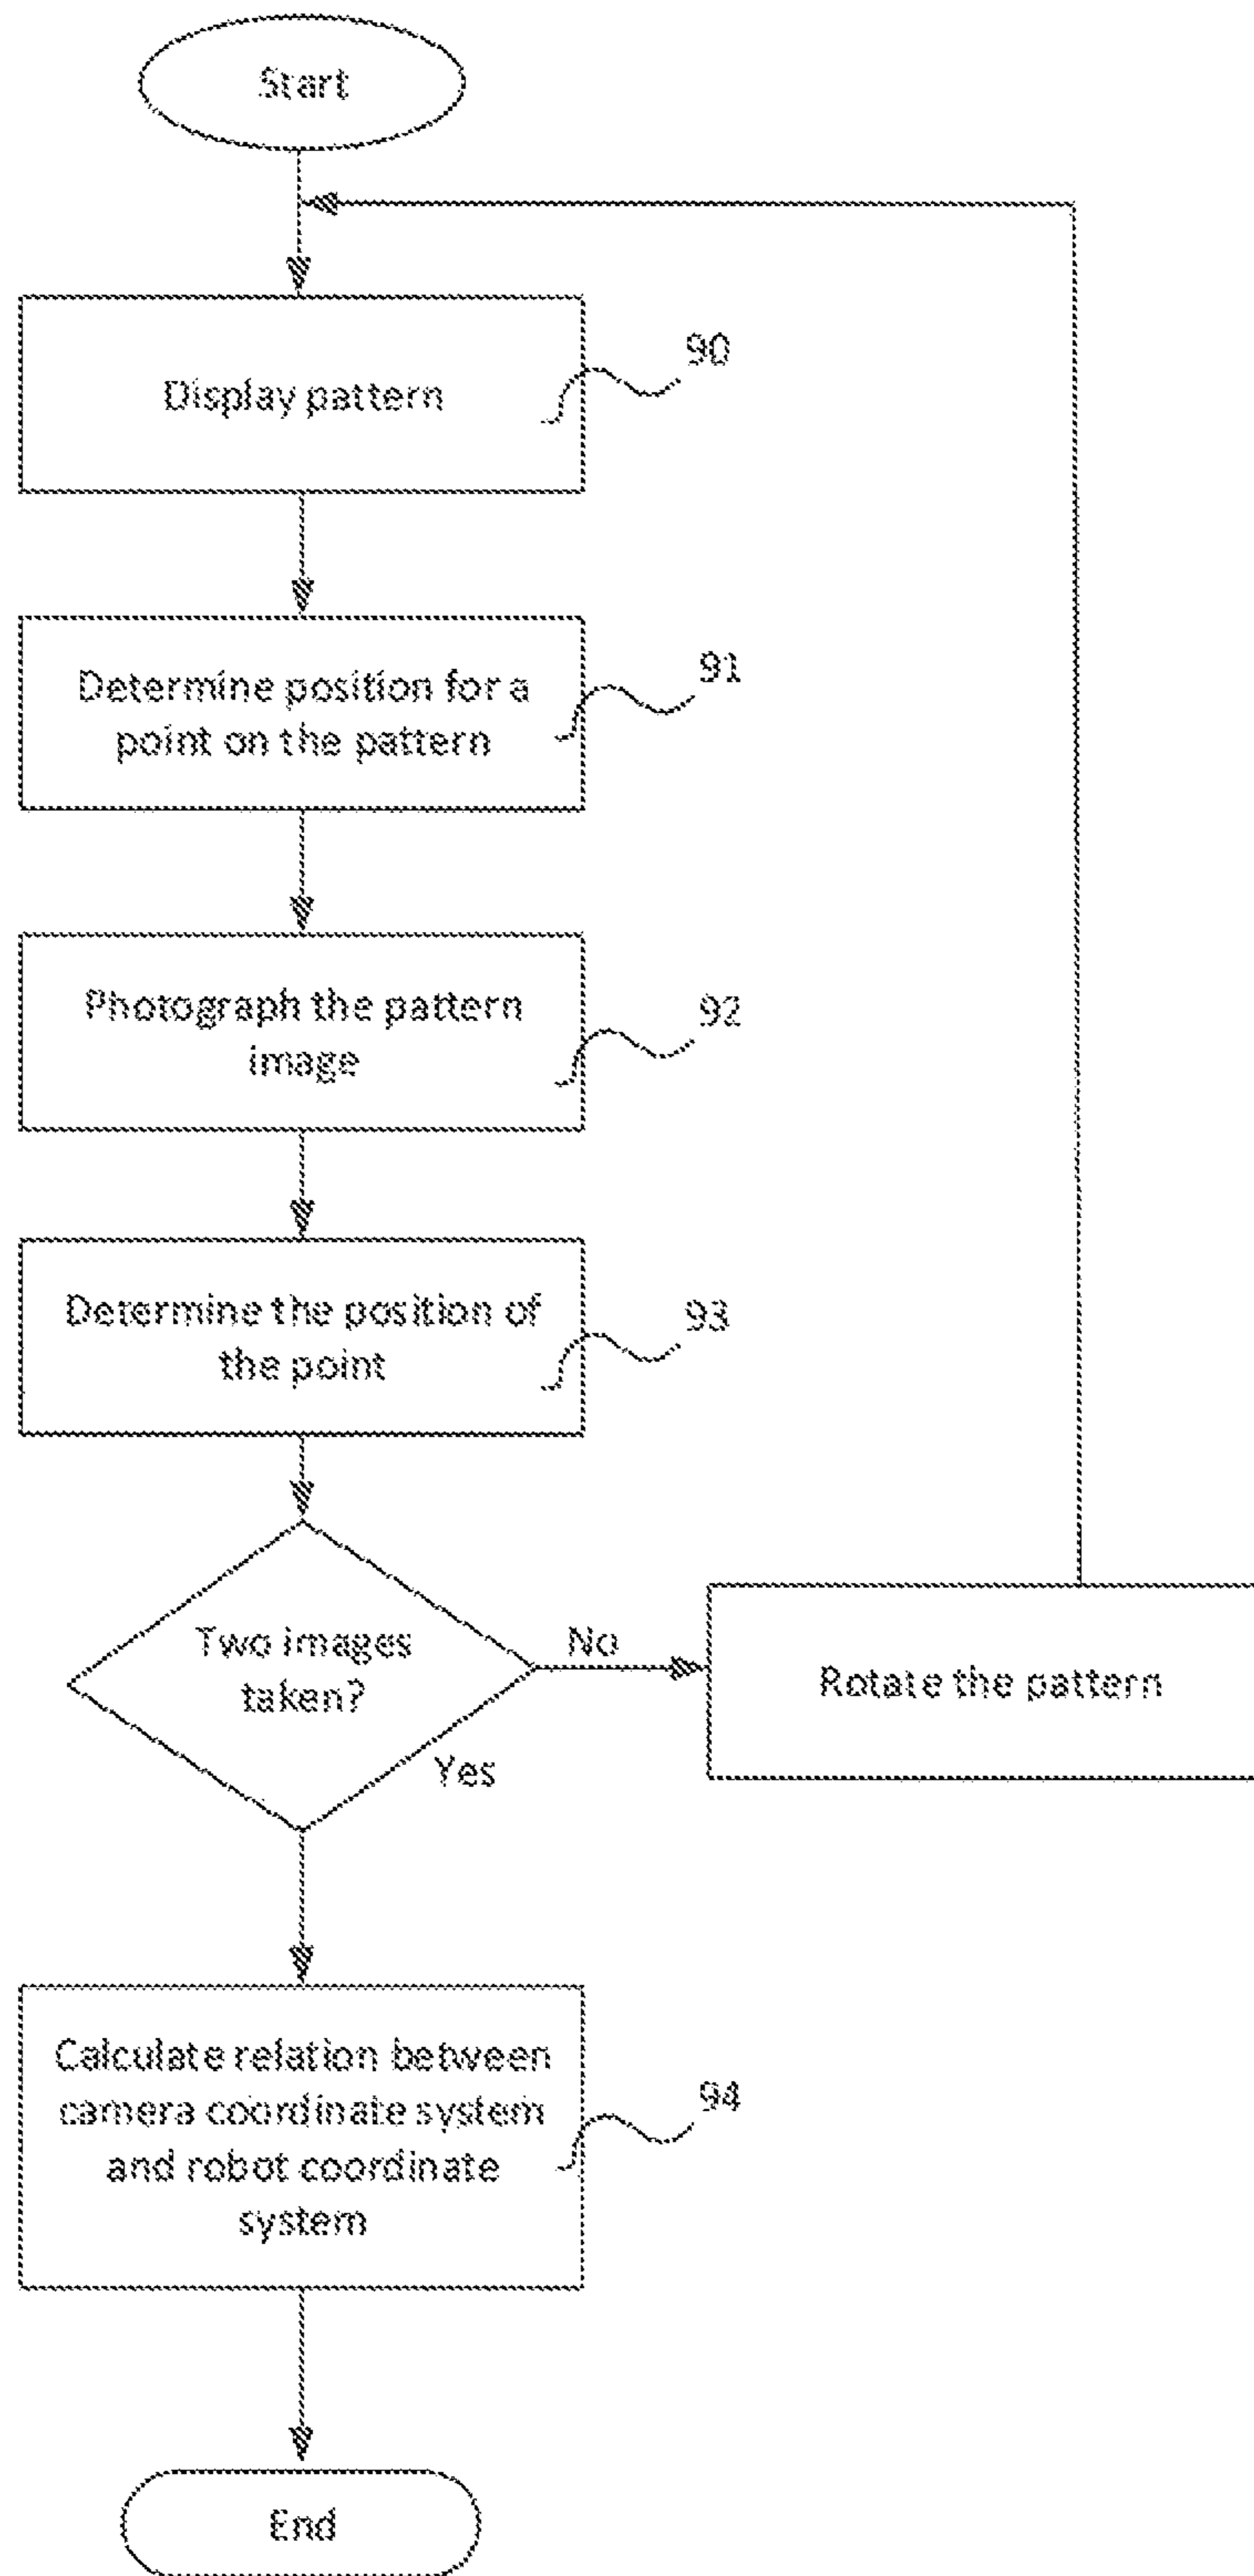 Start
Display pattern
90
Determine position for a
point on the pattern
91
Photograph the pattern
image
92
Determine the position of
the point
93
Two images
taken?
No
Rotate the pattern
Yes
Calculate relation between
camera coordinate system
and robot coordinate
system
94
End